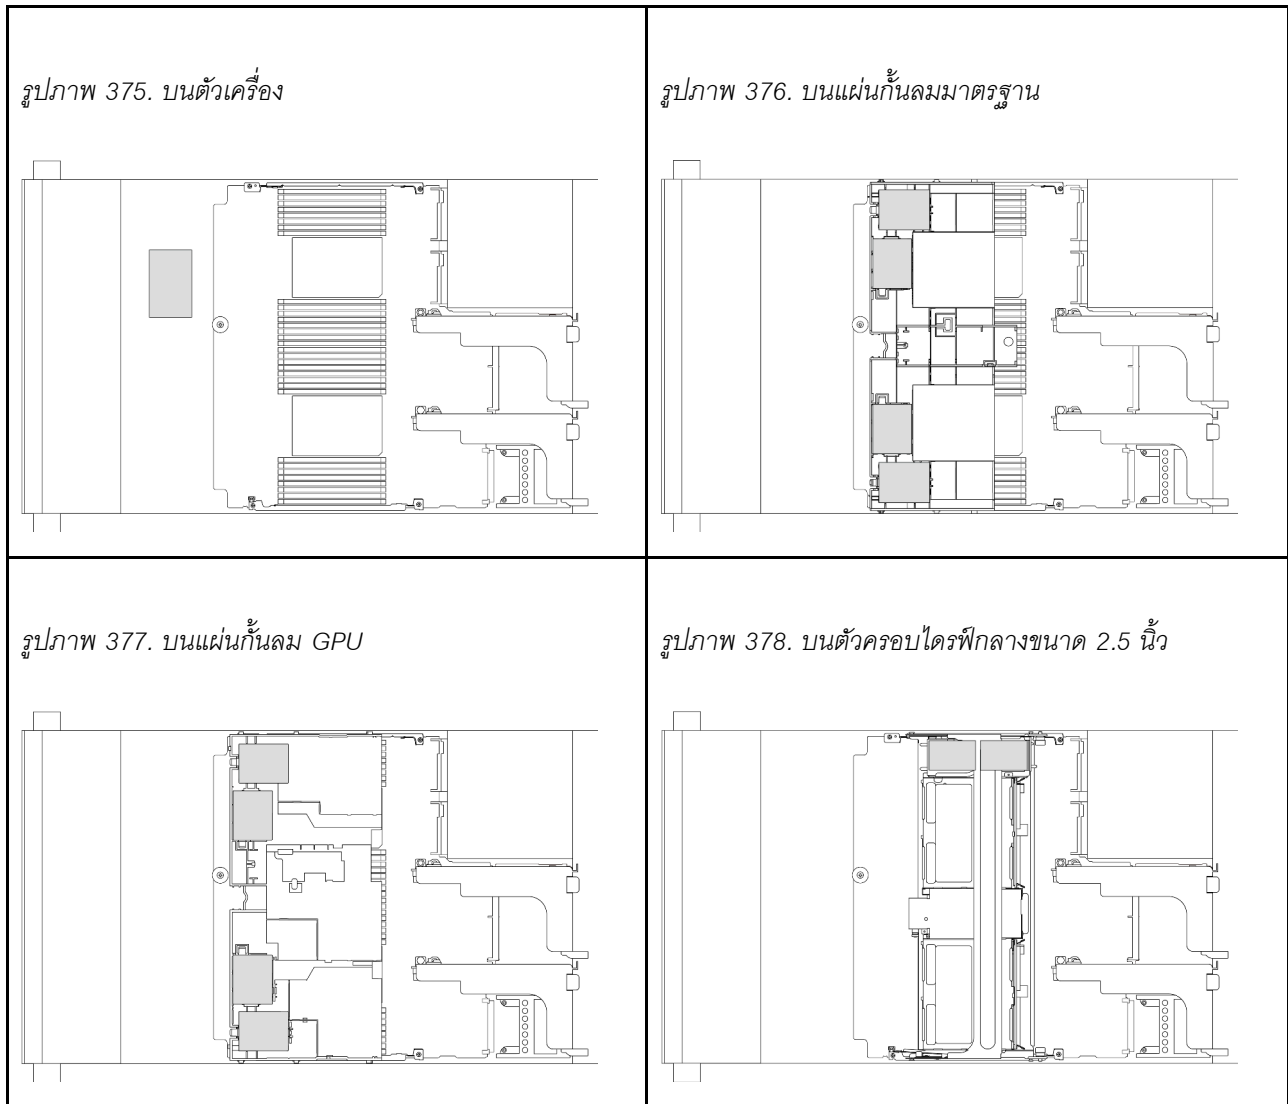 รูปภาพ 375. บนตัวเครื่อง
รูปภาพ 376. บนแผ่นกั้นลมมาตรฐาน
รูปภาพ 377. บนแผ่นกั้นลม GPU
รูปภาพ 378. บนตัวครอบไดรฟ์กลางขนาด 2.5 นิ้ว